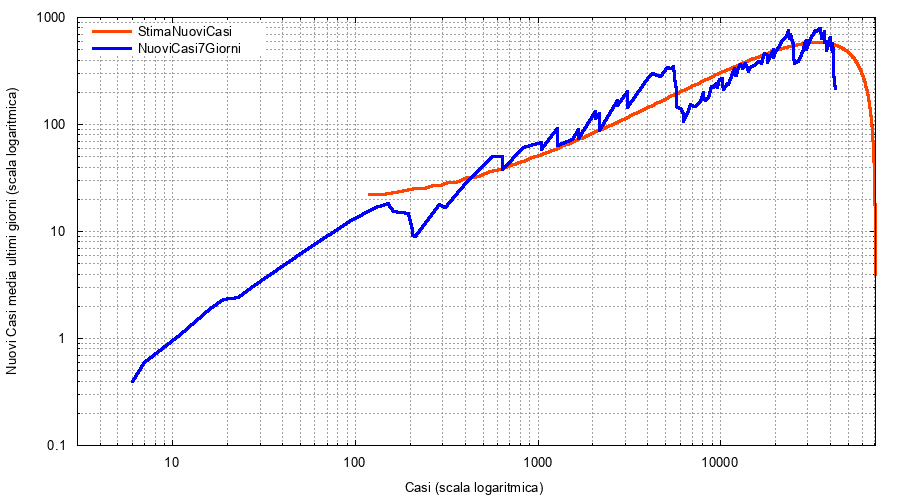 StimaNuoviCasi
NuoviCasi7Giorni
Nuovi Casi media ultimi giorni (scala logaritmica)
1000
100
10
1
0.1
10
100
1000
10000
Casi (scala logaritmica)